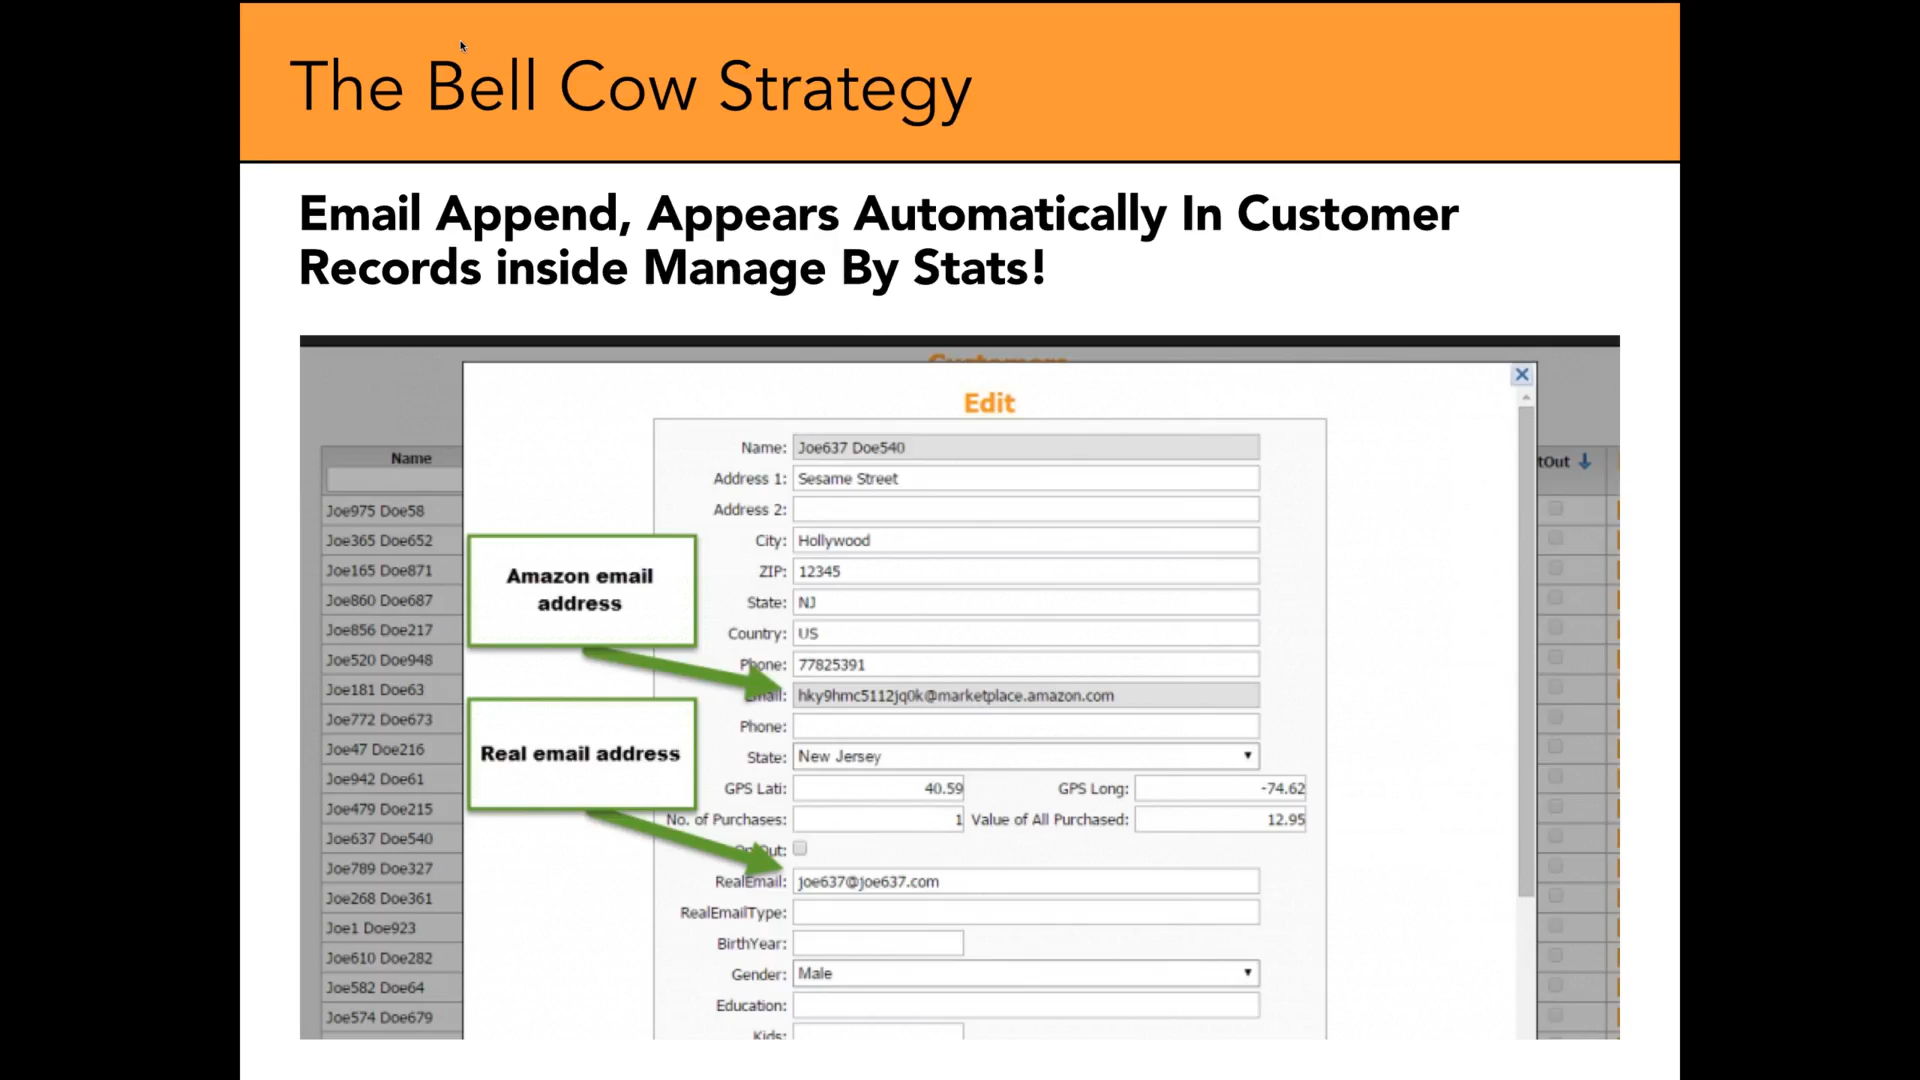 The Bell Cow Strategy
Email Append, Appears Automatically In Customer
Records inside Manage By Stats!
Customers
Edit
Name
tOut
Joe975 Doe58
Joe365 Doe652
Joe165 Doe871
Joe860 Doe687
Joe856 Doe217
Joe520 Doe948
Joe181 Doe63
Joe772 Doe673
Joe47 Doe216
Joe942 Doe61
Joe479 Doe215
Joe637 Doe540
Joe789 Doe327
Joe268 Doe361
Joe1 Doe923
Joe610 Doe282
Joe582 Doe64
Joe574 Doe679
Amazon email
address
Real email address
Name: Joe637 Doe540
Address 1: Sesame Street
Address 2:
City: Hollywood
ZIP: 12345
State: NJ
Country: US
Phone: 77825391
Email: hky9hmc5112jq0k@marketplace.amazon.com
Phone:
State: New Jersey
GPS Lati: 40.59 GPS Long: -74.62
No. of Purchases: 1 Value of All Purchased: 12.95
OptOut:
RealEmail: joe637@joe637.com
RealEmailType:
BirthYear:
Gender: Male
Education:
Kids: